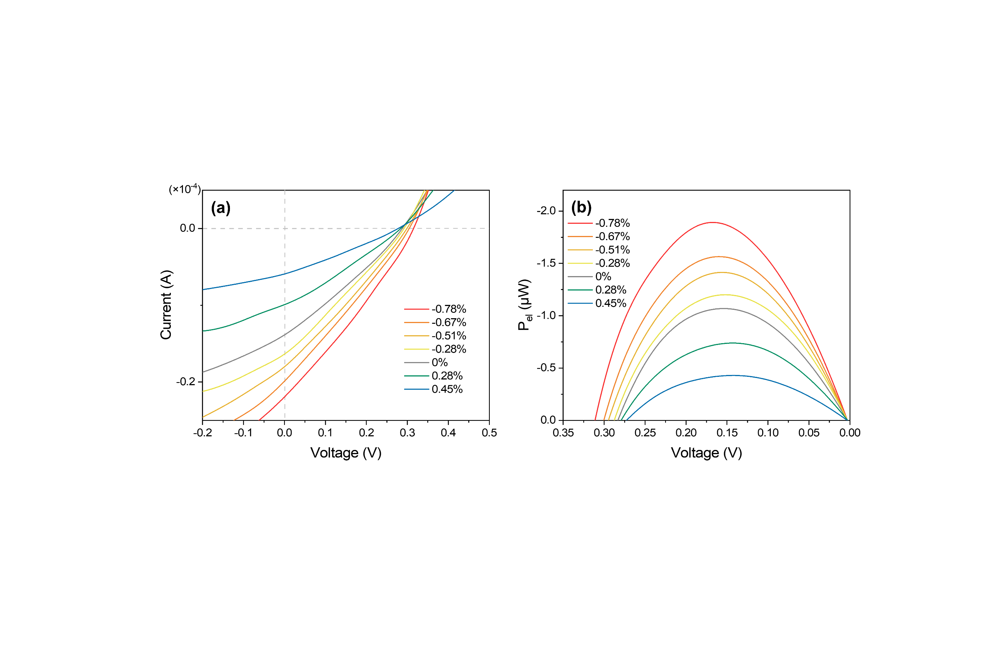 (×10-4)
(a)
0.0
-0.2
Current (A)
-0.78%
-0.67%
-0.51%
-0.28%
0%
0.28%
0.45%
-0.2 -0.1 0.0 0.1 0.2 0.3 0.4 0.5
Voltage (V)
(b)
-2.0
-1.5
-1.0
-0.5
0.0
Pel (μW)
-0.78%
-0.67%
-0.51%
-0.28%
0%
0.28%
0.45%
0.35 0.30 0.25 0.20 0.15 0.10 0.05 0.00
Voltage (V)